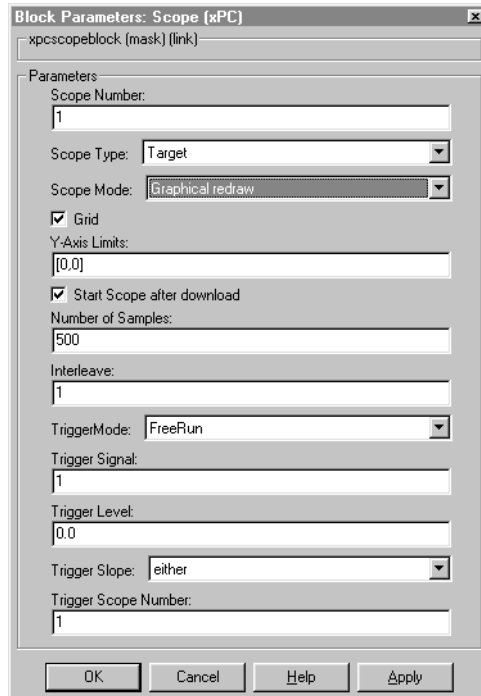 Block Parameters: Scope (xPC)
xpcscopeblock (mask) (link)
Parameters
Scope Number:
1
Scope Type: Target
Scope Mode: Graphical redraw
Grid
Y-Axis Limits:
[0,0]
Start Scope after download
Number of Samples:
500
Interleave:
1
TriggerMode: FreeRun
Trigger Signal:
1
Trigger Level:
0.0
Trigger Slope: either
Trigger Scope Number:
1
OK Cancel Help Apply